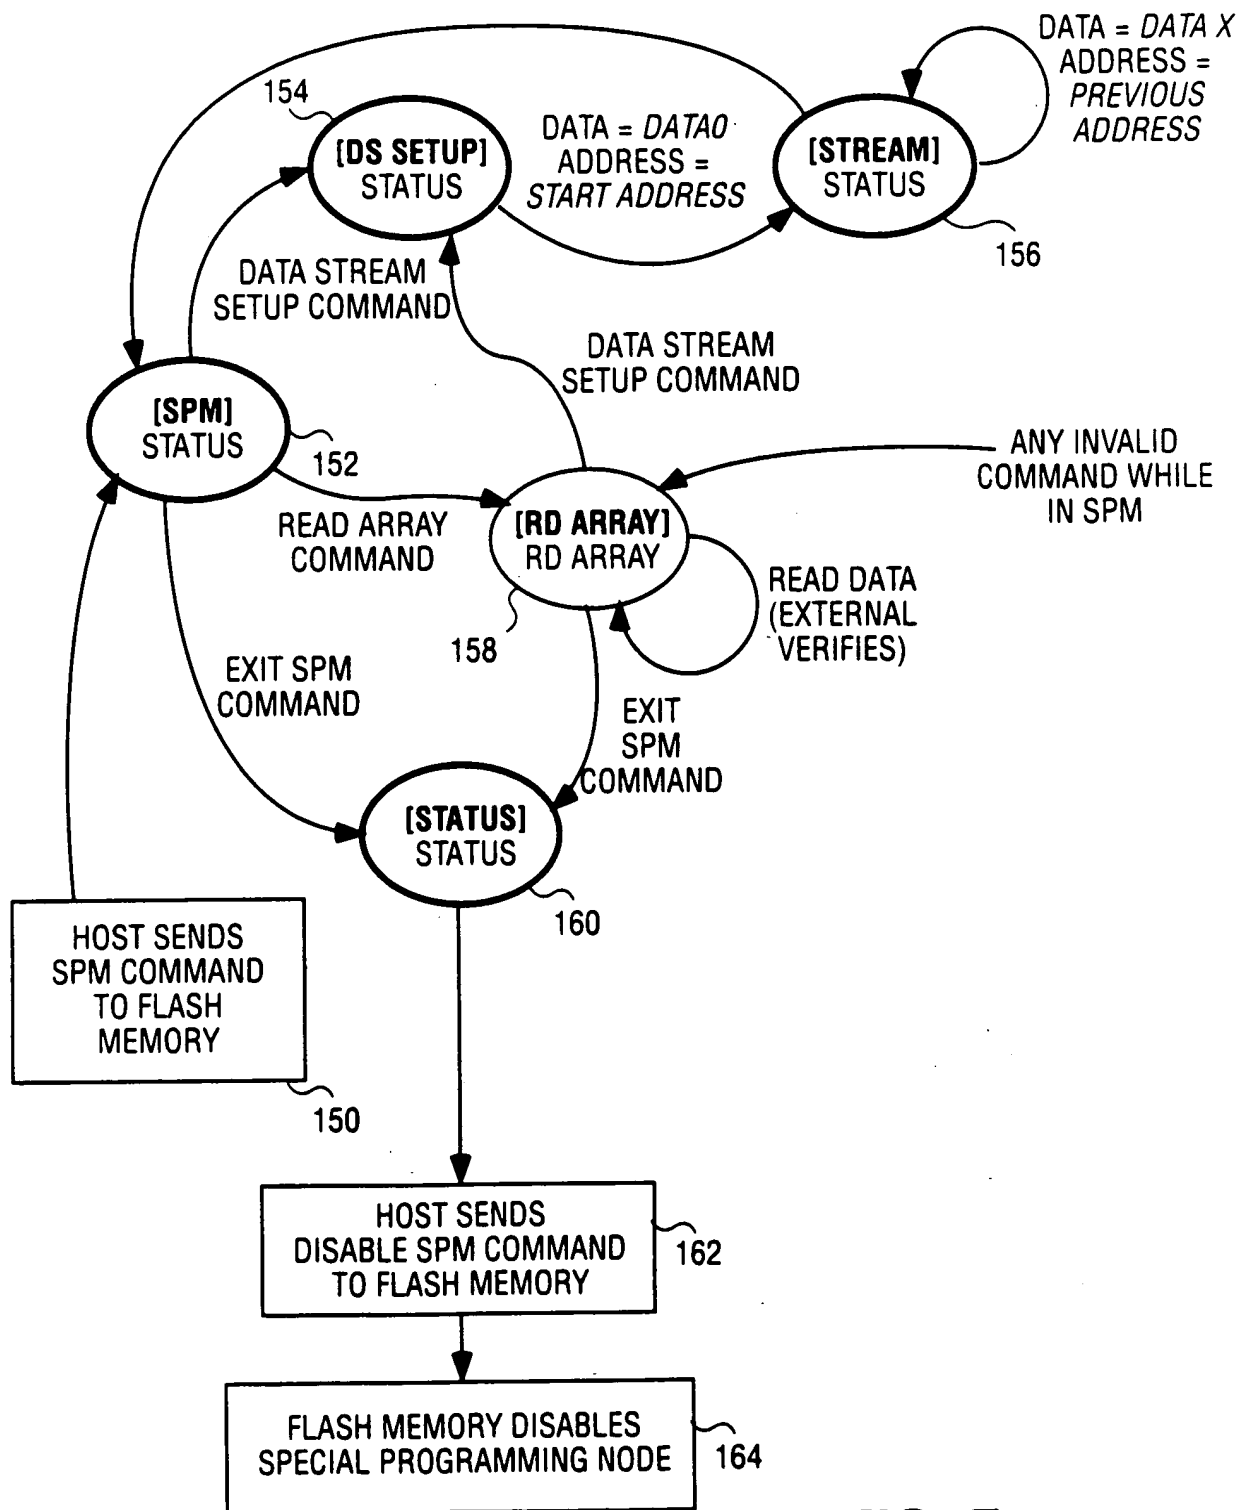 DATA = DATA X
ADDRESS =
PREVIOUS
ADDRESS
154
[DS SETUP]
STATUS
DATA = DATA0
ADDRESS =
START ADDRESS
[STREAM]
STATUS
156
DATA STREAM
SETUP COMMAND
DATA STREAM
SETUP COMMAND
[SPM]
STATUS
152
READ ARRAY
COMMAND
[RD ARRAY]
RD ARRAY
158
ANY INVALID
COMMAND WHILE
IN SPM
READ DATA
(EXTERNAL
VERIFIES)
EXIT SPM
COMMAND
EXIT
SPM
COMMAND
[STATUS]
STATUS
160
HOST SENDS
SPM COMMAND
TO FLASH
MEMORY
150
HOST SENDS
DISABLE SPM COMMAND
TO FLASH MEMORY
162
FLASH MEMORY DISABLES
SPECIAL PROGRAMMING NODE
164